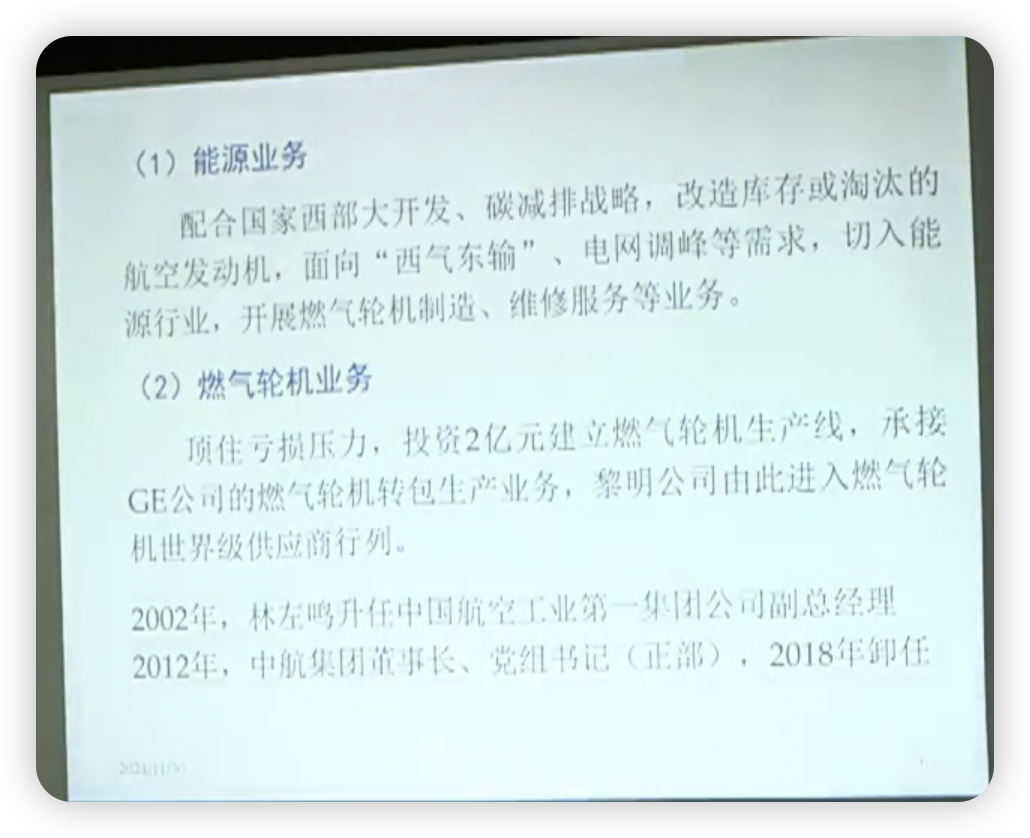 （1）能源业务
配合国家西部大开发、碳减排战略，改造库存或淘汰的
航空发动机，面向“西气东输”、电网调峰等需求，切入能
源行业，开展燃气轮机制造、维修服务等业务。
（2）燃气轮机业务
顶住亏损压力，投资2亿元建立燃气轮机生产线，承接
GE公司的燃气轮机转包生产业务，黎明公司由此进入燃气轮
机世界级供应商行列。
2002年，林左鸣升任中国航空工业第一集团公司副总经理
2012年，中航集团董事长、党组书记（正部），2018年卸任